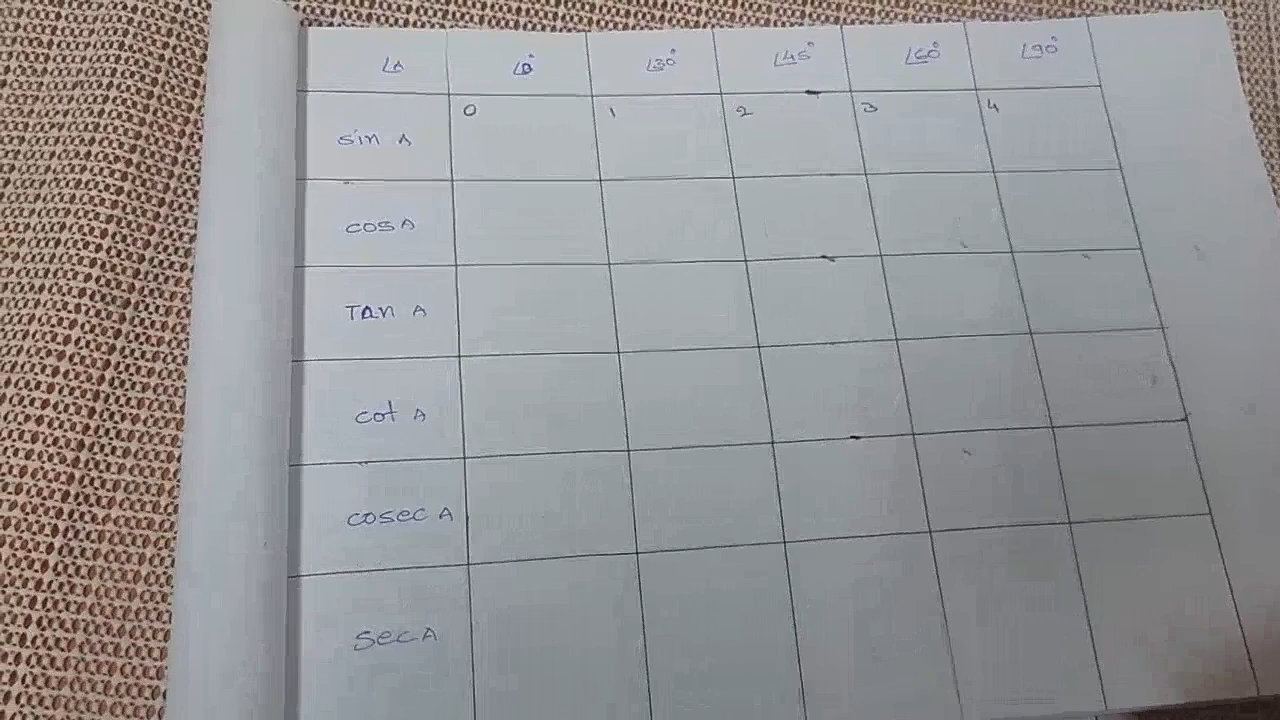 ∠A ∠0° ∠30° ∠45° ∠60° ∠90°
sin A 0 1 2 3 4
cos A
Tan A
cot A
cosec A
sec A